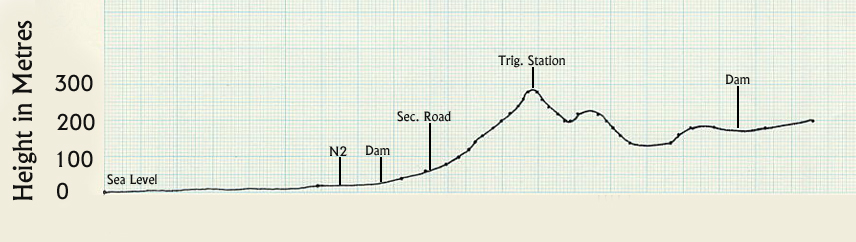 Height in Metres
300
200
100
0
Sea Level
N2
Dam
Sec. Road
Trig. Station
Dam